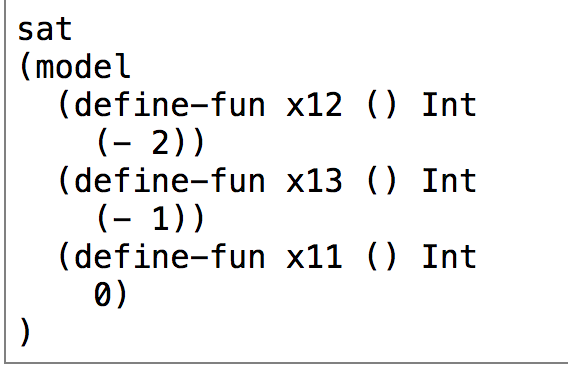 sat
(model
  (define-fun x12 () Int
    (- 2))
  (define-fun x13 () Int
    (- 1))
  (define-fun x11 () Int
    0)
)